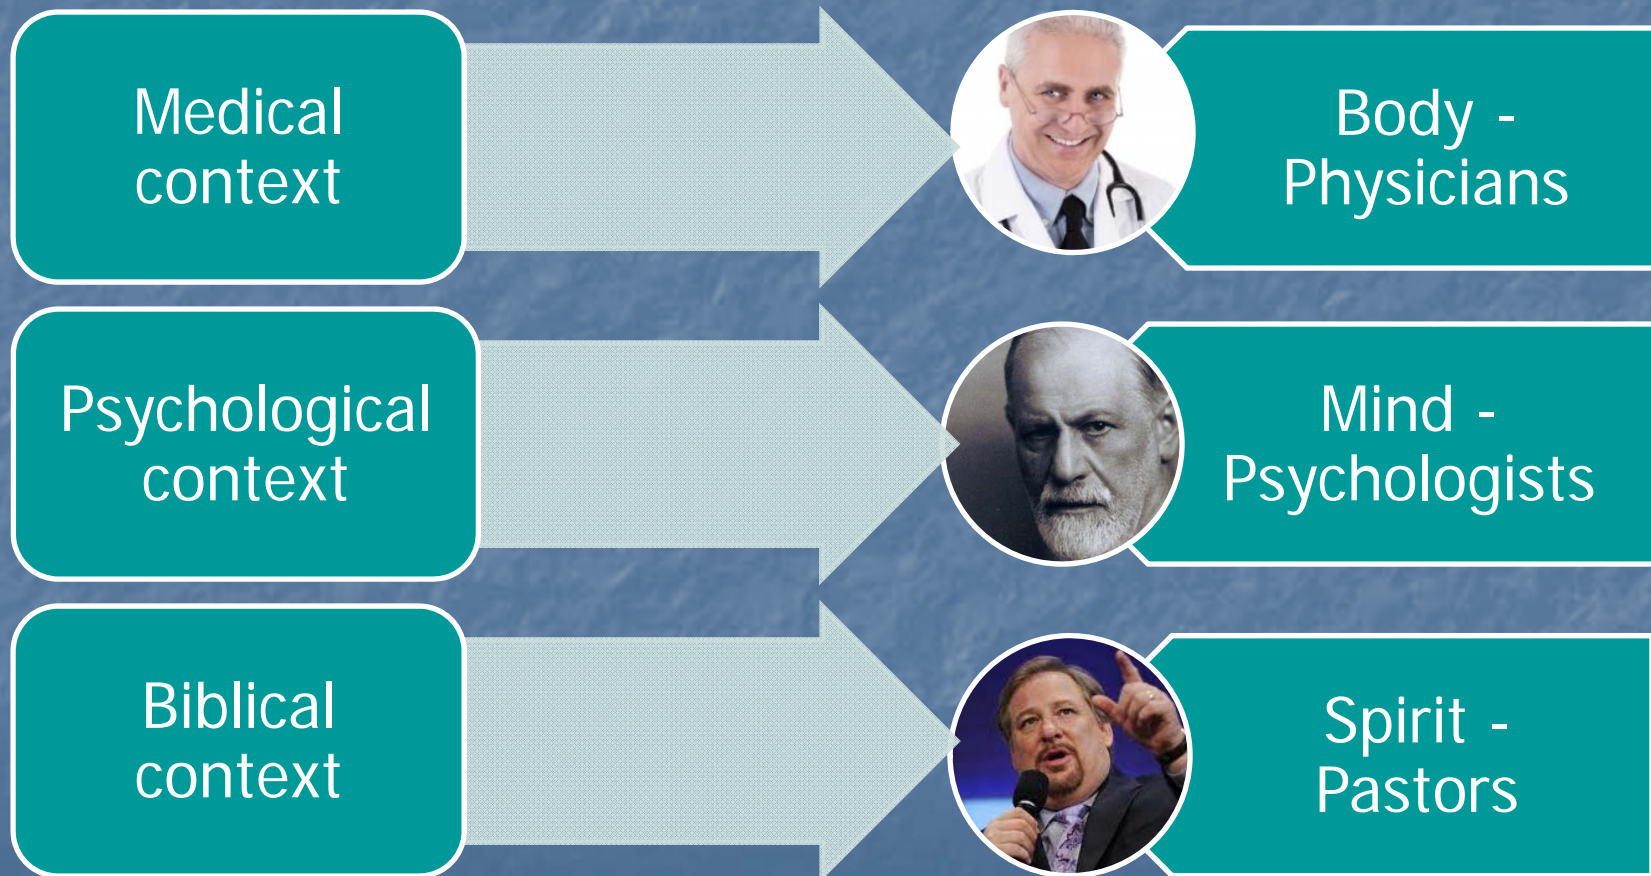 Medical
context
Body -
Physicians
Psychological
context
Mind -
Psychologists
Biblical
context
Spirit -
Pastors